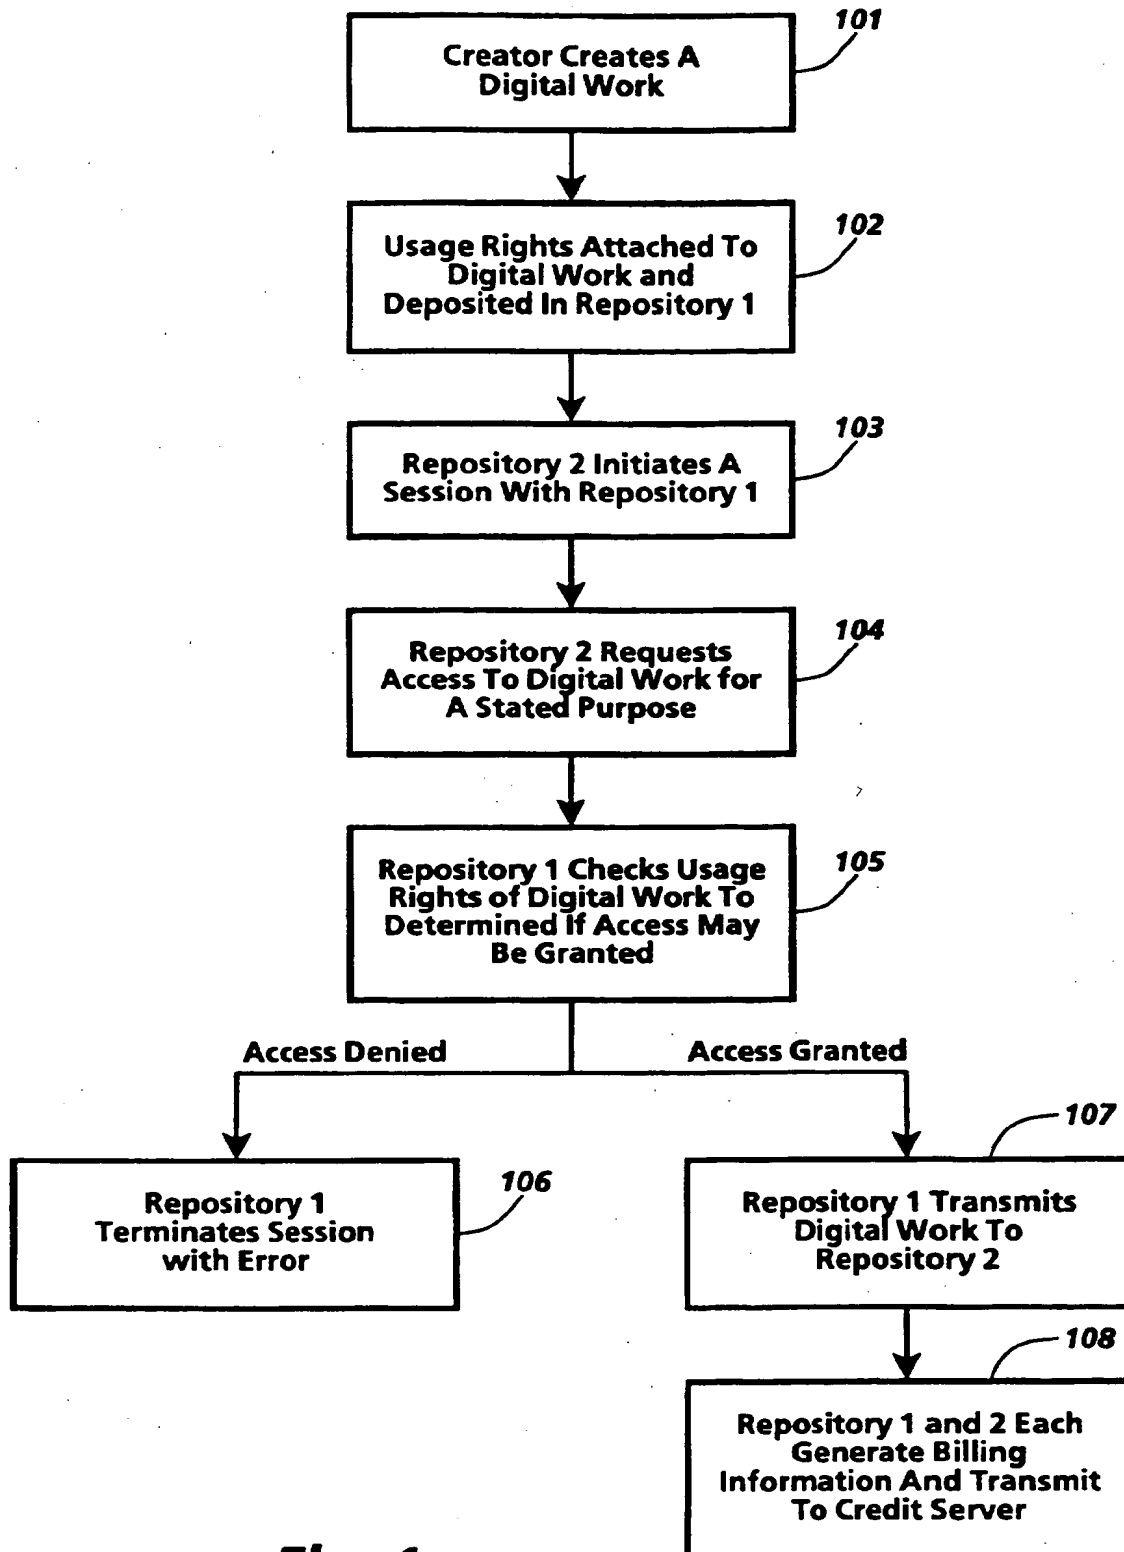 101
Creator Creates A
Digital Work
102
Usage Rights Attached To
Digital Work and
Deposited In Repository 1
103
Repository 2 Initiates A
Session With Repository 1
104
Repository 2 Requests
Access To Digital Work for
A Stated Purpose
105
Repository 1 Checks Usage
Rights of Digital Work To
Determined If Access May
Be Granted
Access Denied
Access Granted
106
Repository 1
Terminates Session
with Error
107
Repository 1 Transmits
Digital Work To
Repository 2
108
Repository 1 and 2 Each
Generate Billing
Information And Transmit
To Credit Server